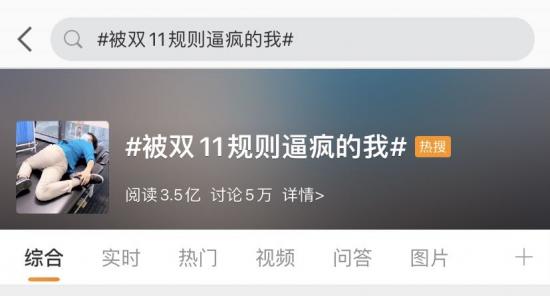 #被双11规则逼疯的我#
#被双11规则逼疯的我# 热搜
阅读3.5亿 讨论5万 详情>
综合 实时 热门 视频 问答 图片